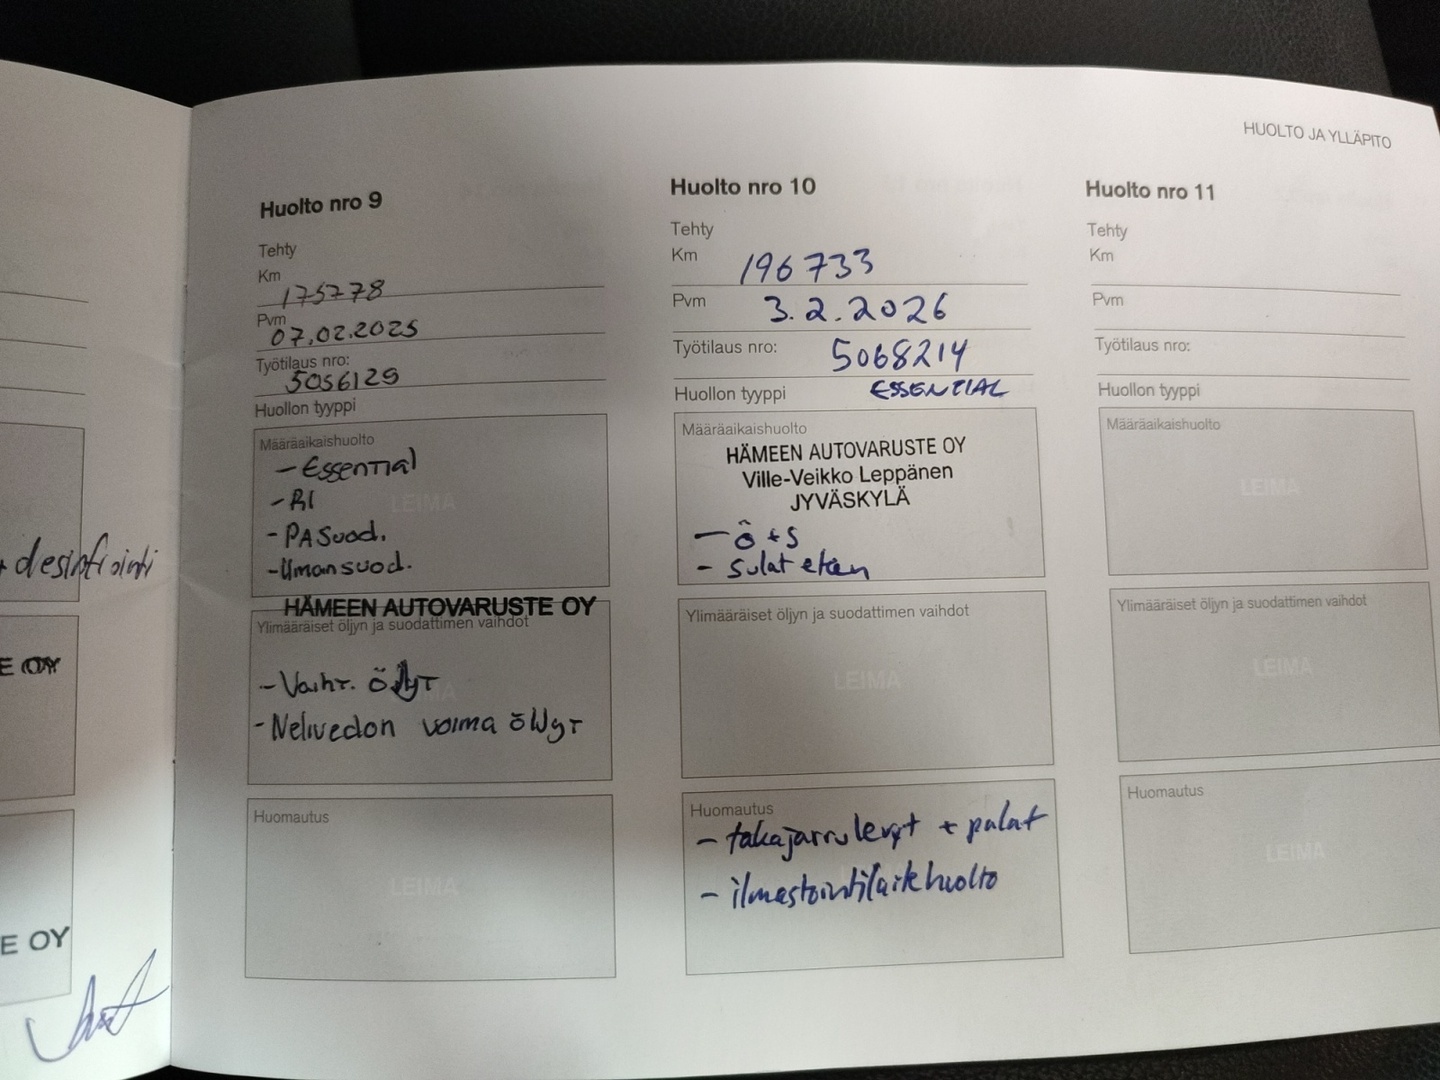 HUOLTO JA YLLÄPITO
+ desinfiointi
E OY
E OY
Huolto nro 9
Tehty
Km
175778
Pvm
07.02.2025
Työtilaus nro:
5056129
Huollon tyyppi
Määräaikaishuolto
- Essential
- RI
- PASuod.
- Ilmansuod.
LEIMA
HÄMEEN AUTOVARUSTE OY
Ylimääräiset öljyn ja suodattimen vaihdot
- Vaiht. öljyt
- Nelivedon voima öljyt
Huomautus
LEIMA
Huolto nro 10
Tehty
Km 196733
Pvm 3.2.2026
Työtilaus nro: 5068214
Huollon tyyppi ESSENTIAL
Määräaikaishuolto
HÄMEEN AUTOVARUSTE OY
Ville-Veikko Leppänen
JYVÄSKYLÄ
- Ö+S
- sulat eteen
Ylimääräiset öljyn ja suodattimen vaihdot
LEIMA
Huomautus
- takajarrulevyt + palat
- ilmastointilaitehuolto
Huolto nro 11
Tehty
Km
Pvm
Työtilaus nro:
Huollon tyyppi
Määräaikaishuolto
LEIMA
Ylimääräiset öljyn ja suodattimen vaihdot
LEIMA
Huomautus
LEIMA